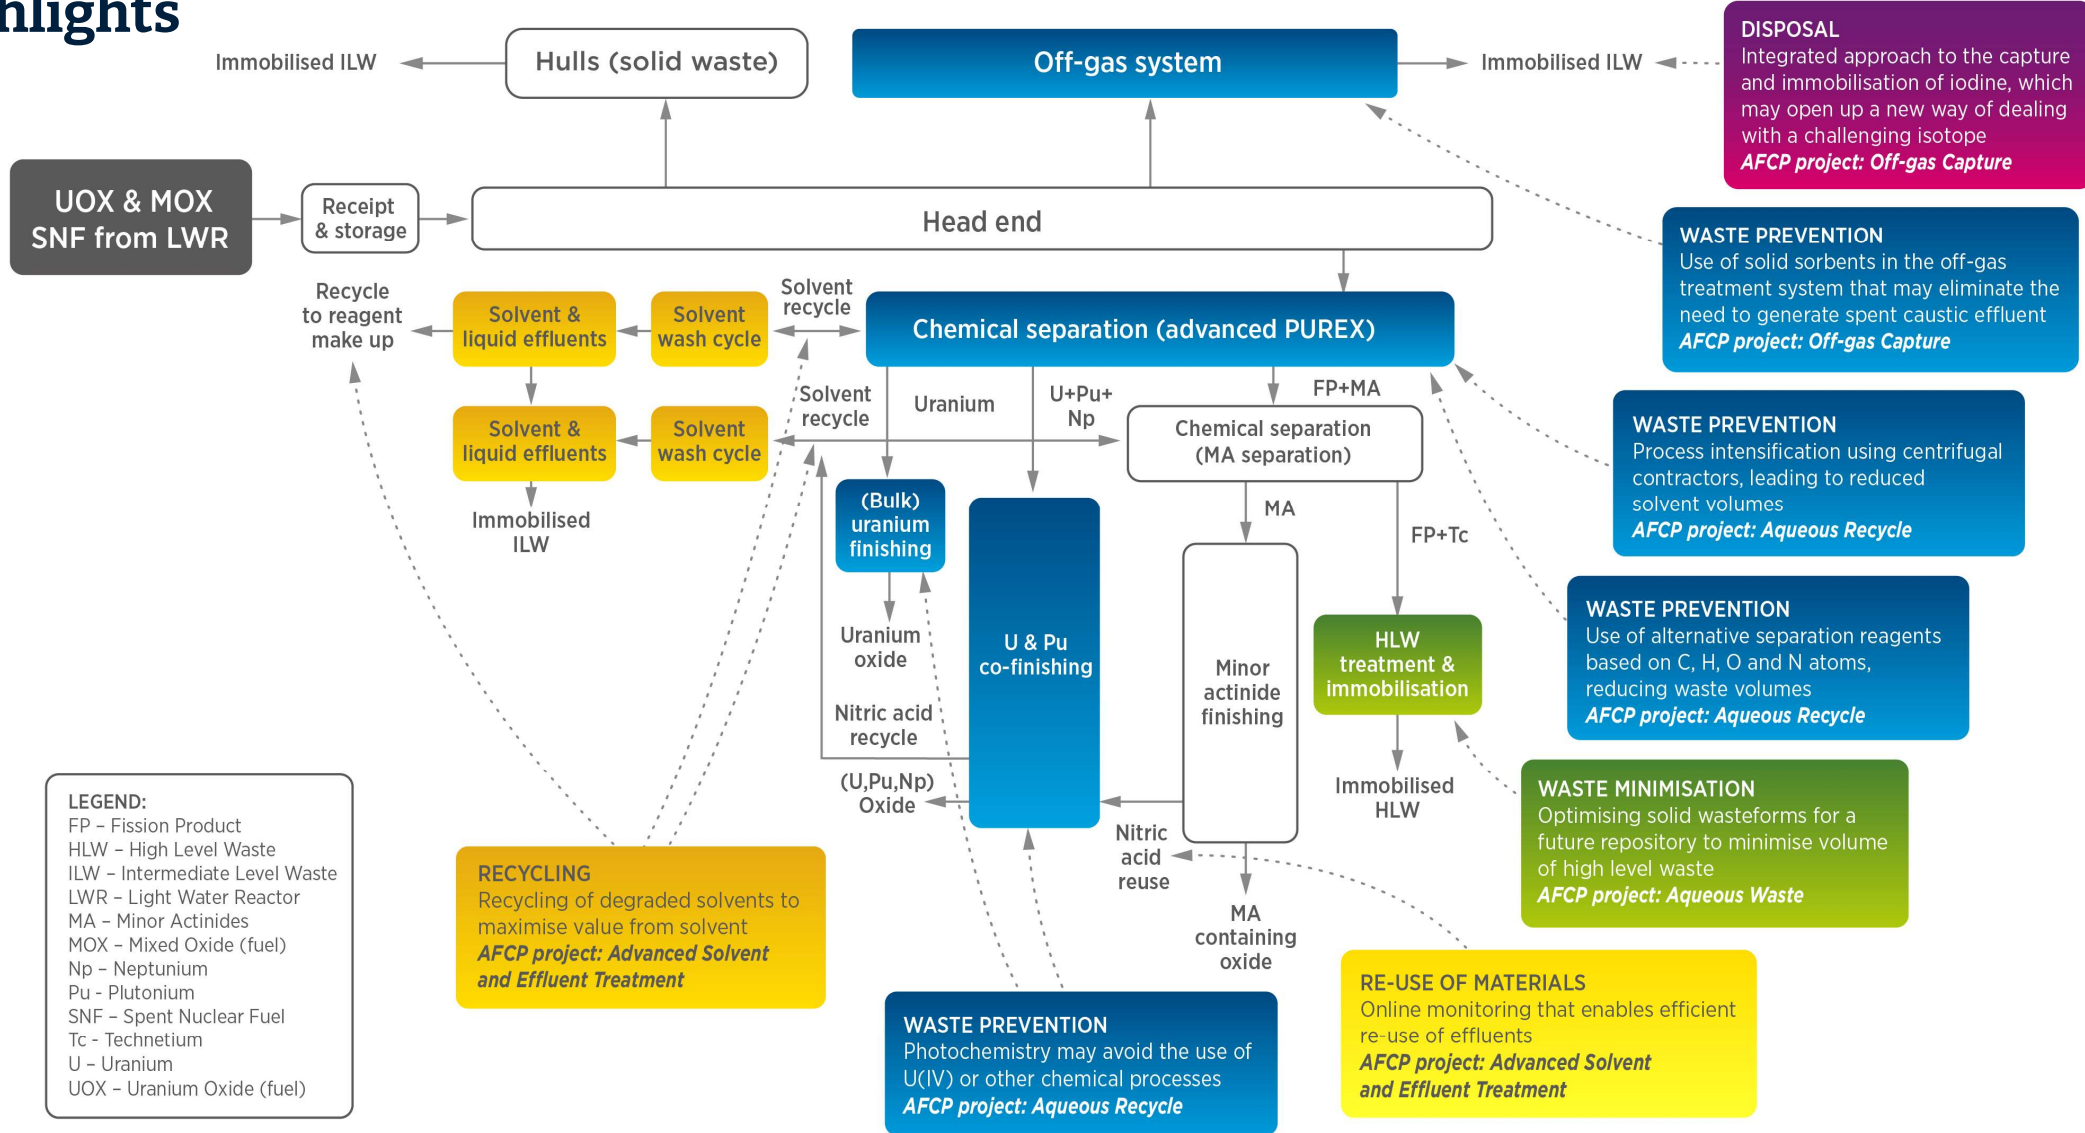 hlights
Immobilised ILW
Hulls (solid waste)
Off-gas system
Immobilised ILW
DISPOSAL
Integrated approach to the capture
and immobilisation of iodine, which
may open up a new way of dealing
with a challenging isotope
AFCP project: Off-gas Capture
UOX & MOX
SNF from LWR
Receipt
& storage
Head end
WASTE PREVENTION
Use of solid sorbents in the off-gas
treatment system that may eliminate the
need to generate spent caustic effluent
AFCP project: Off-gas Capture
Recycle
to reagent
make up
Solvent &
liquid effluents
Solvent
wash cycle
Solvent
recycle
Chemical separation (advanced PUREX)
Solvent &
liquid effluents
Solvent
wash cycle
Solvent
recycle
Uranium
U+Pu+
Np
FP+MA
Chemical separation
(MA separation)
WASTE PREVENTION
Process intensification using centrifugal
contractors, leading to reduced
solvent volumes
AFCP project: Aqueous Recycle
Immobilised
ILW
(Bulk)
uranium
finishing
MA
FP+Tc
Uranium
oxide
U & Pu
co-finishing
Minor
actinide
finishing
HLW
treatment &
immobilisation
WASTE PREVENTION
Use of alternative separation reagents
based on C, H, O and N atoms,
reducing waste volumes
AFCP project: Aqueous Recycle
Nitric acid
recycle
(U,Pu,Np)
Oxide
Immobilised
HLW
WASTE MINIMISATION
Optimising solid wasteforms for a
future repository to minimise volume
of high level waste
AFCP project: Aqueous Waste
Nitric
acid
reuse
MA
containing
oxide
LEGEND:
FP – Fission Product
HLW – High Level Waste
ILW – Intermediate Level Waste
LWR – Light Water Reactor
MA – Minor Actinides
MOX – Mixed Oxide (fuel)
Np – Neptunium
Pu - Plutonium
SNF – Spent Nuclear Fuel
Tc - Technetium
U – Uranium
UOX – Uranium Oxide (fuel)
RECYCLING
Recycling of degraded solvents to
maximise value from solvent
AFCP project: Advanced Solvent
and Effluent Treatment
WASTE PREVENTION
Photochemistry may avoid the use of
U(IV) or other chemical processes
AFCP project: Aqueous Recycle
RE-USE OF MATERIALS
Online monitoring that enables efficient
re-use of effluents
AFCP project: Advanced Solvent
and Effluent Treatment